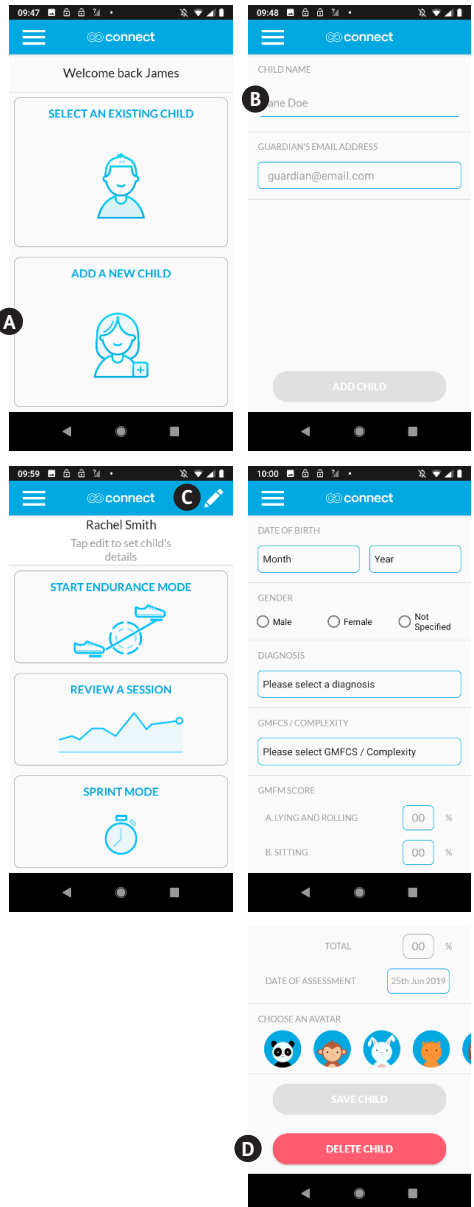 09:47
connect
Welcome back James
SELECT AN EXISTING CHILD
ADD A NEW CHILD
A
09:48
connect
CHILD NAME
B
ane Doe
GUARDIAN'S EMAIL ADDRESS
guardian@email.com
ADD CHILD
09:59
connect
C
Rachel Smith
Tap edit to set child's
details
START ENDURANCE MODE
REVIEW A SESSION
SPRINT MODE
10:00
connect
DATE OF BIRTH
Month Year
GENDER
Male Female Not
Specified
DIAGNOSIS
Please select a diagnosis
GMFCS / COMPLEXITY
Please select GMFCS / Complexity
GMFM SCORE
A. LYING AND ROLLING 00 %
B. SITTING 00 %
TOTAL 00 %
DATE OF ASSESSMENT 25th Jun 2019
CHOOSE AN AVATAR
SAVE CHILD
D
DELETE CHILD